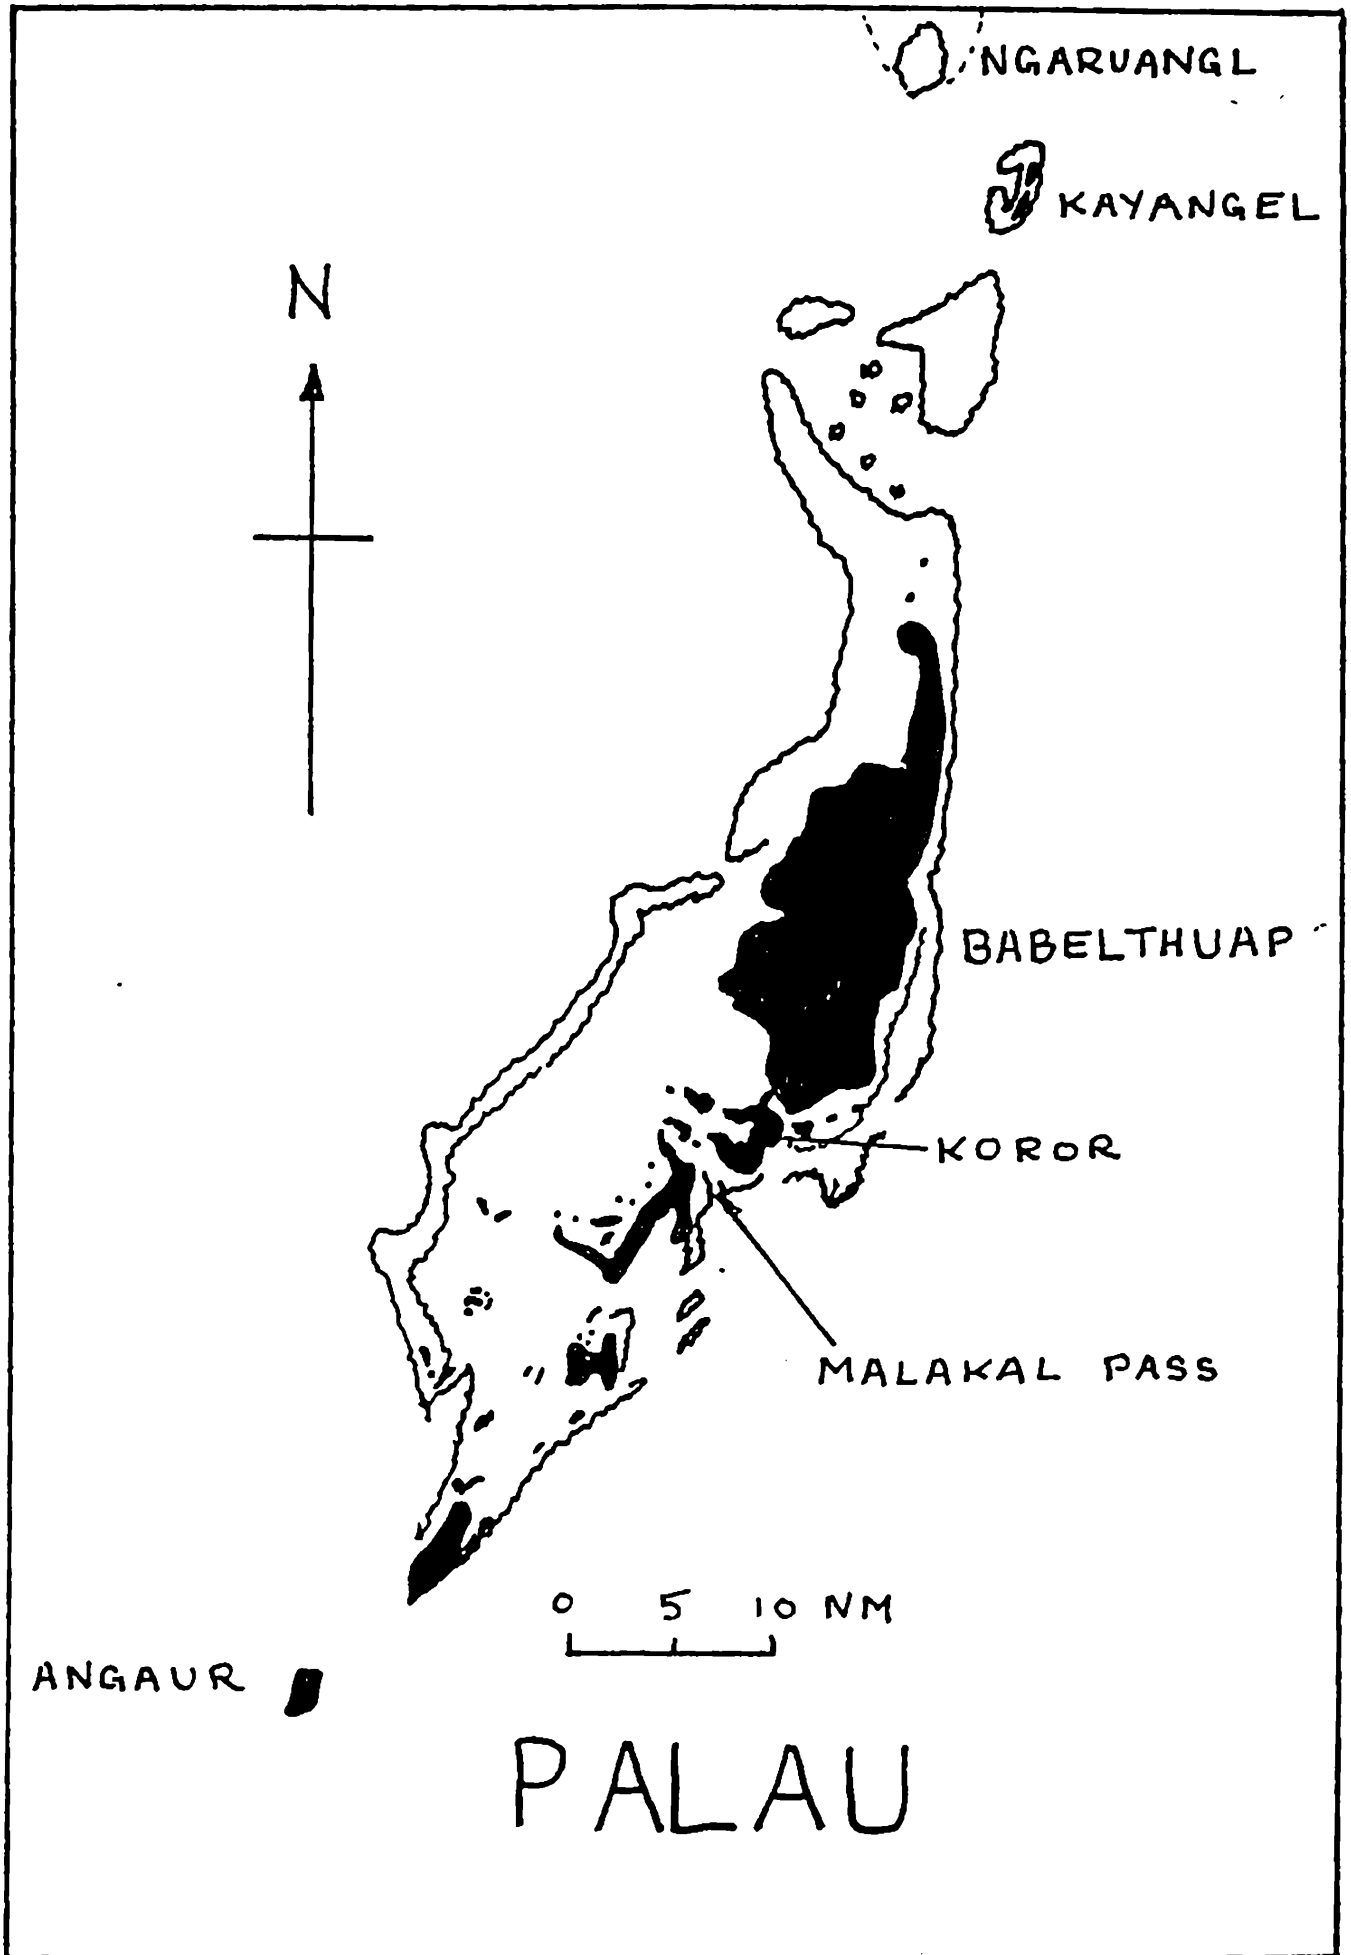 NGARUANGL
KAYANGEL
N
BABELTHUAP
KOROR
MALAKAL PASS
0 5 10 NM
ANGAUR
PALAU